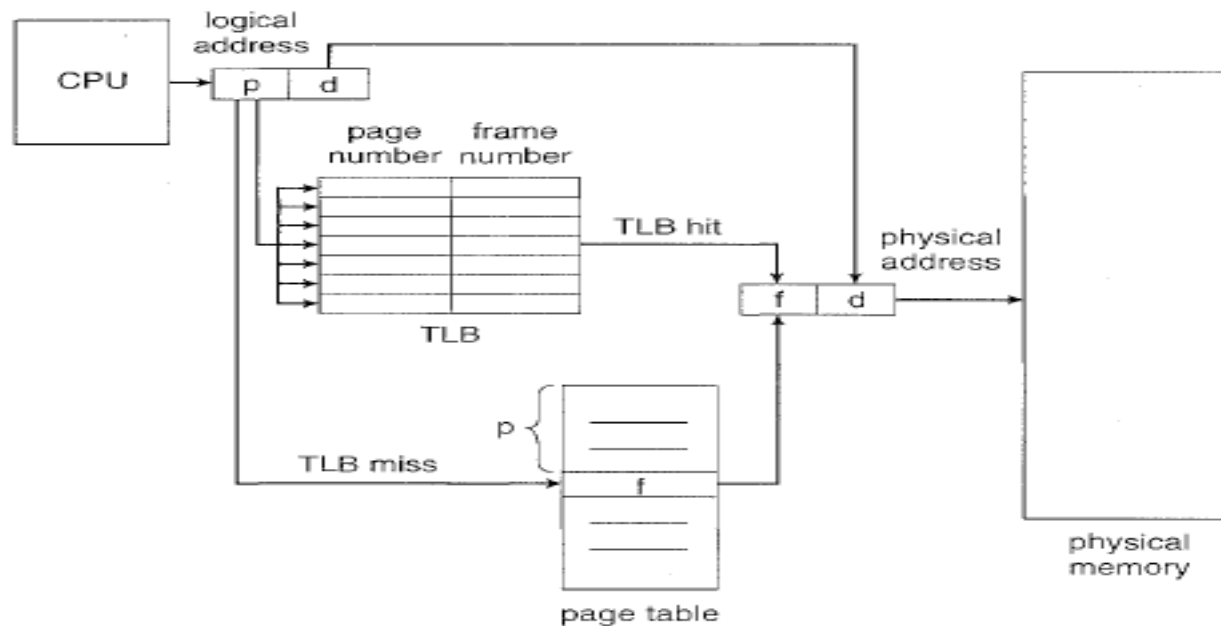 logical
address
CPU
p
d
page
number
frame
number
TLB hit
physical
address
f
d
TLB
p
TLB miss
f
page table
physical
memory